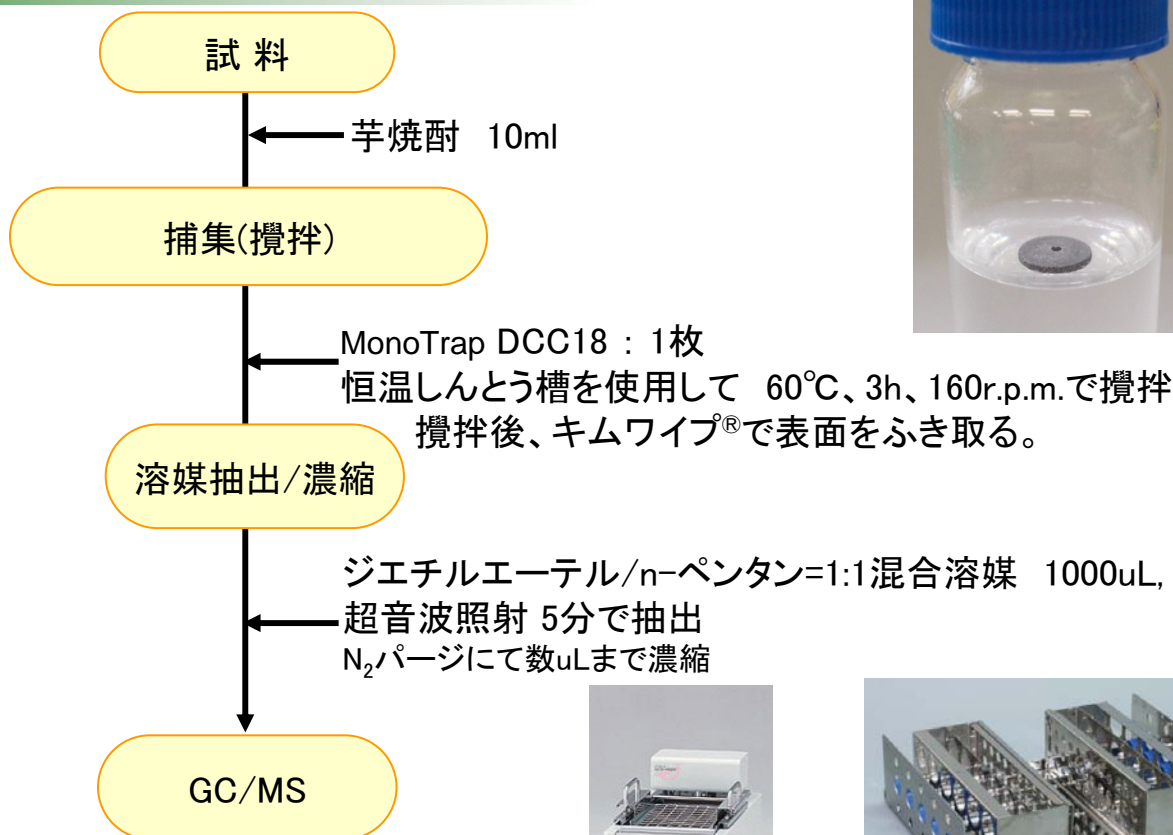 試 料
芋焼酎 10ml
捕集(攪拌)
MonoTrap DCC18 : 1枚
恒温しんとう槽を使用して 60℃、3h、160r.p.m.で攪拌
攪拌後、キムワイプ®で表面をふき取る。
溶媒抽出/濃縮
ジエチルエーテル/n-ペンタン=1:1混合溶媒 1000uL,
超音波照射 5分で抽出
N₂パージにて数uLまで濃縮
GC/MS